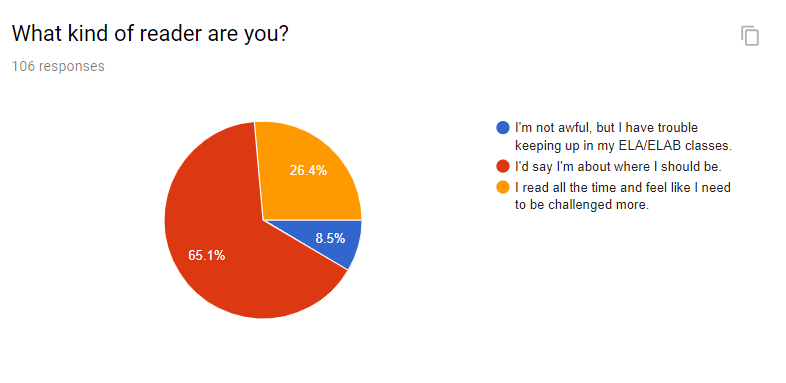 What kind of reader are you?
106 responses
I'm not awful, but I have trouble
keeping up in my ELA/ELAB classes.
I'd say I'm about where I should be.
I read all the time and feel like I need
to be challenged more.
26.4%
8.5%
65.1%